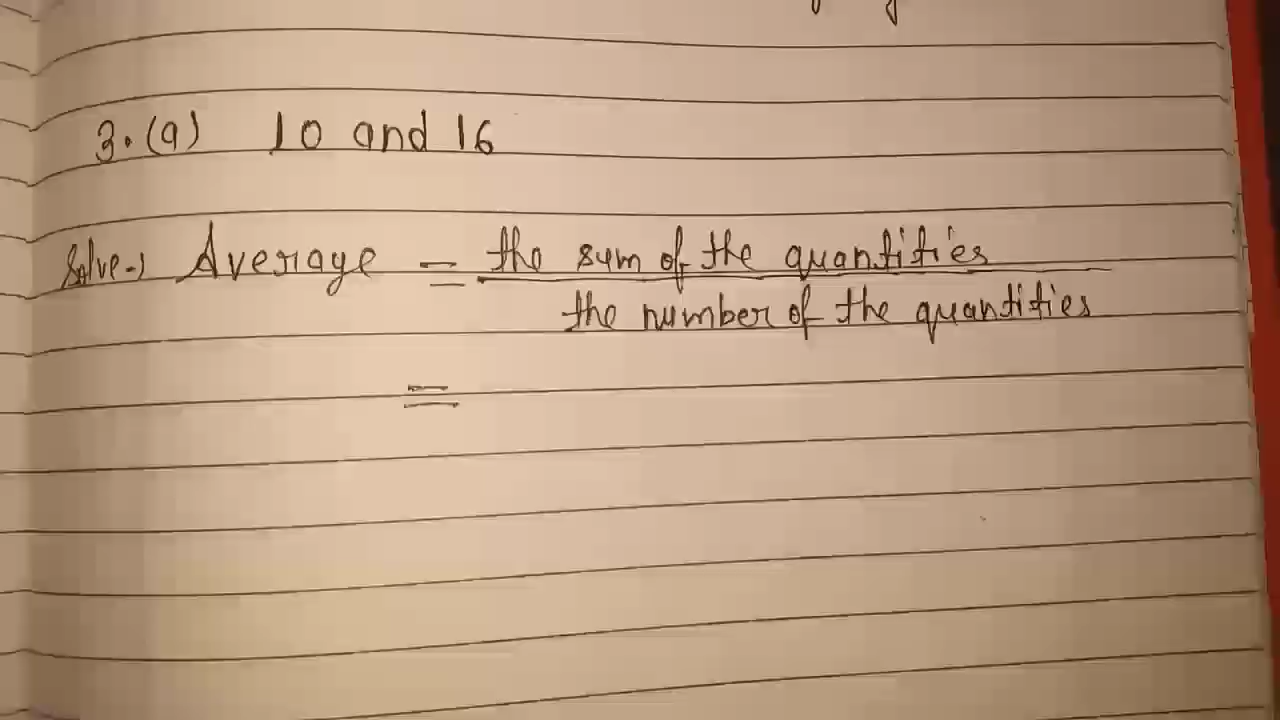 3. (a) 10 and 16
Solve→ Average = the sum of the quantities
the number of the quantities
=